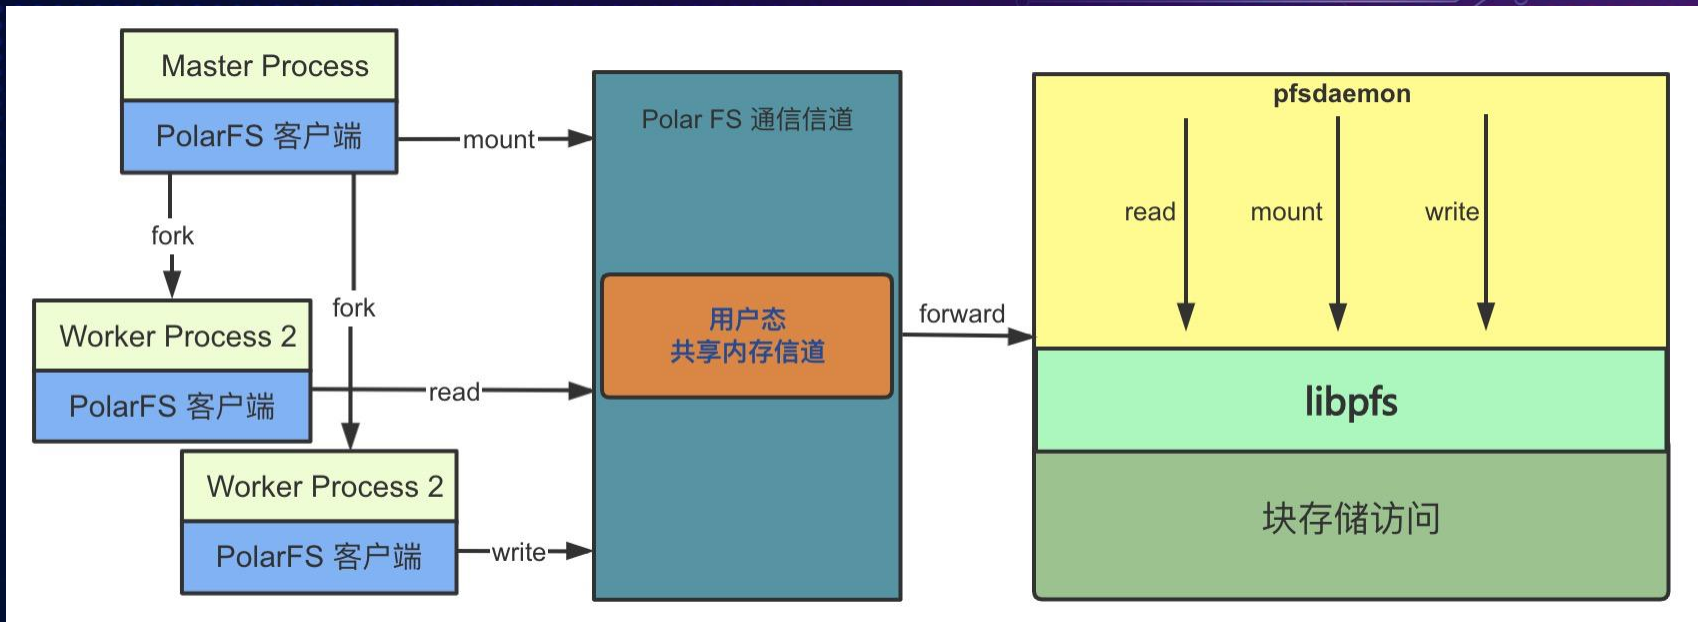 Master Process
PolarFS 客户端
mount
fork
fork
Worker Process 2
PolarFS 客户端
read
Worker Process 2
PolarFS 客户端
write
Polar FS 通信信道
用户态
共享内存信道
forward
pfsdaemon
read
mount
write
libpfs
块存储访问